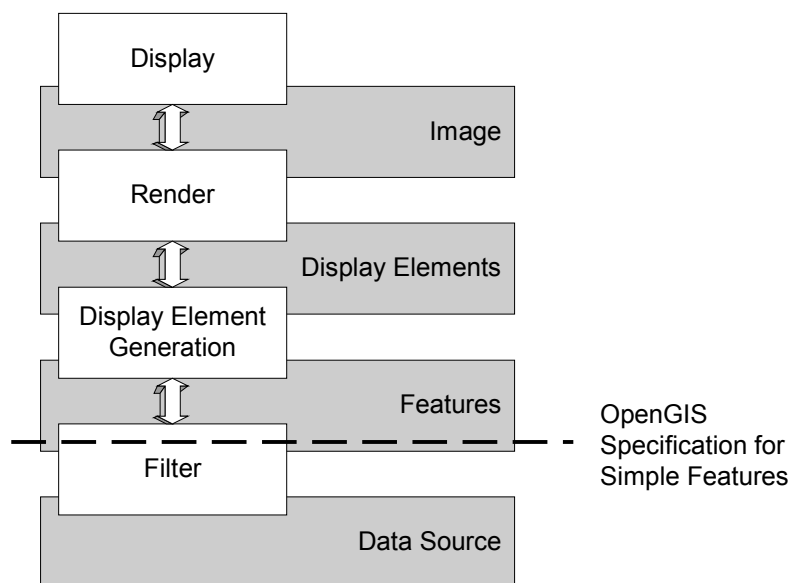 Display
Image
Render
Display Elements
Display Element
Generation
Features
OpenGIS
Specification for
Simple Features
Filter
Data Source